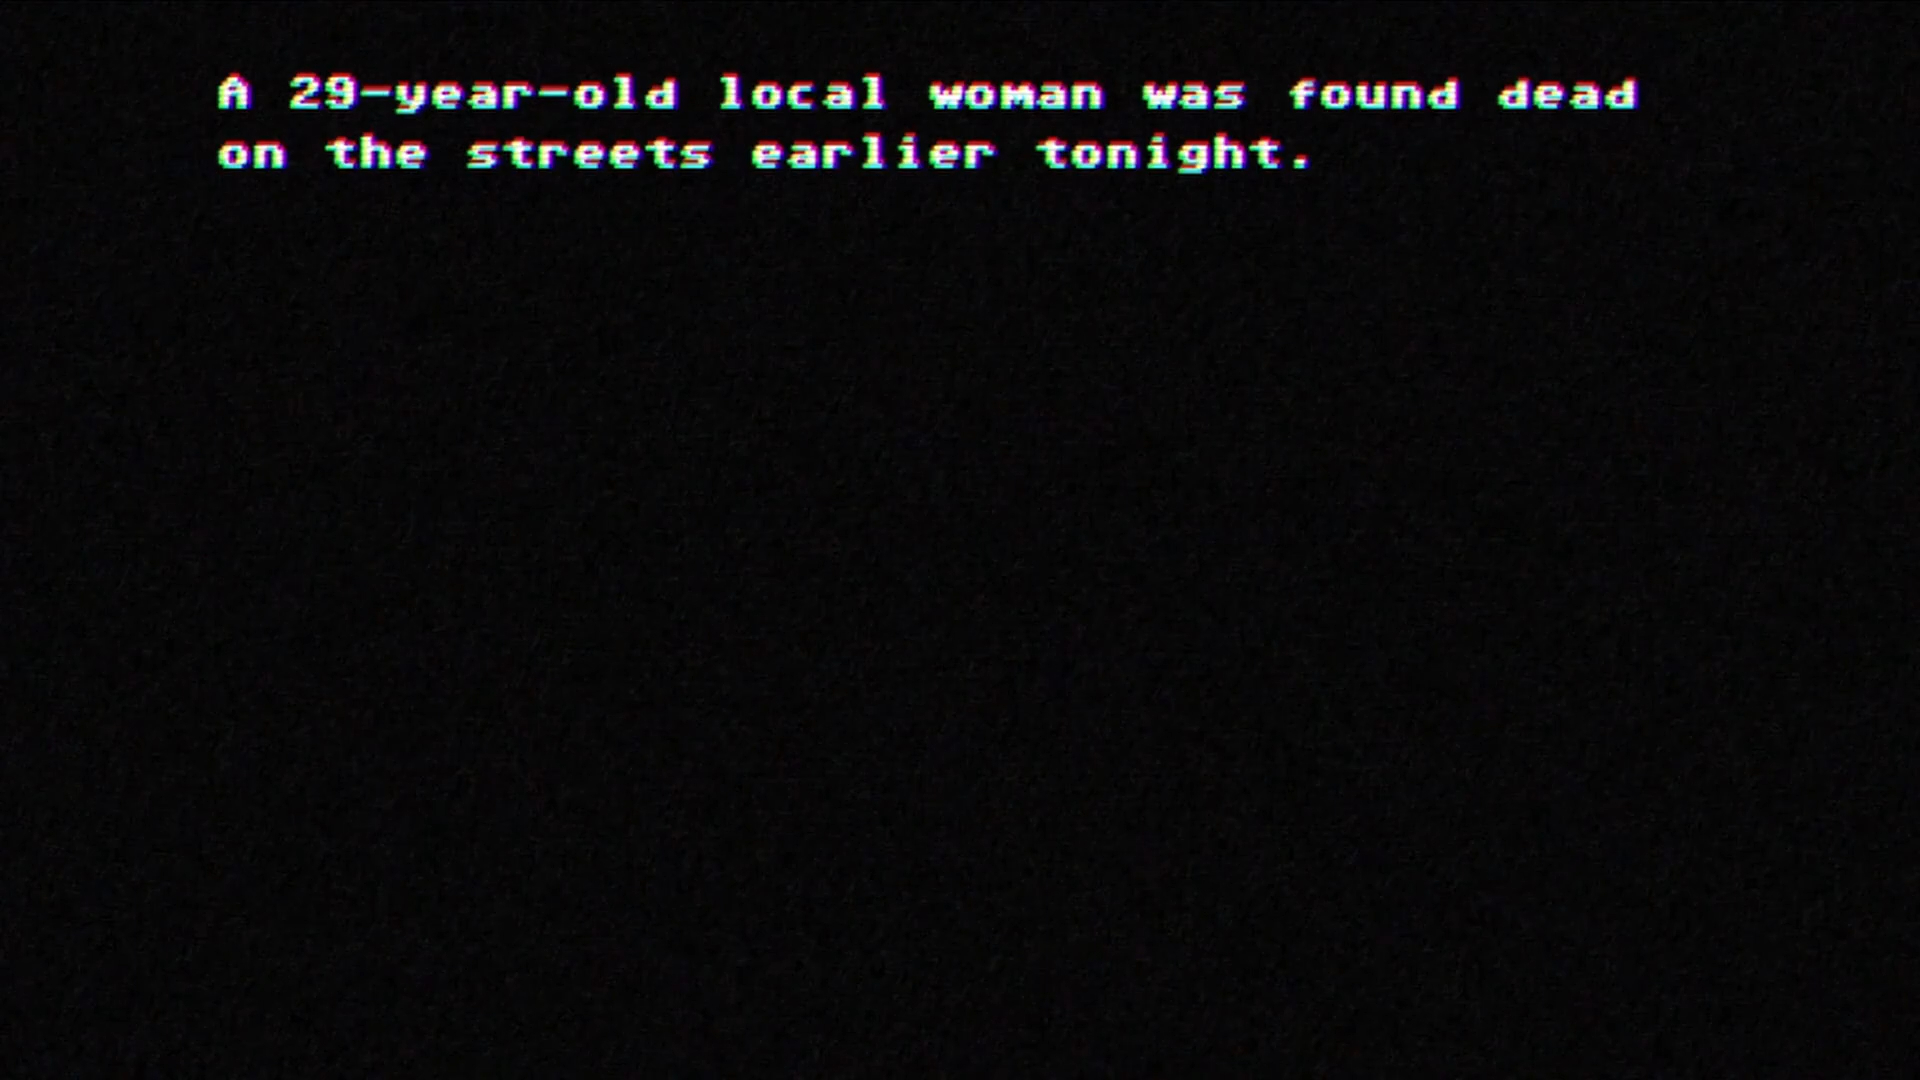 A 29-year-old local woman was found dead
on the streets earlier tonight.